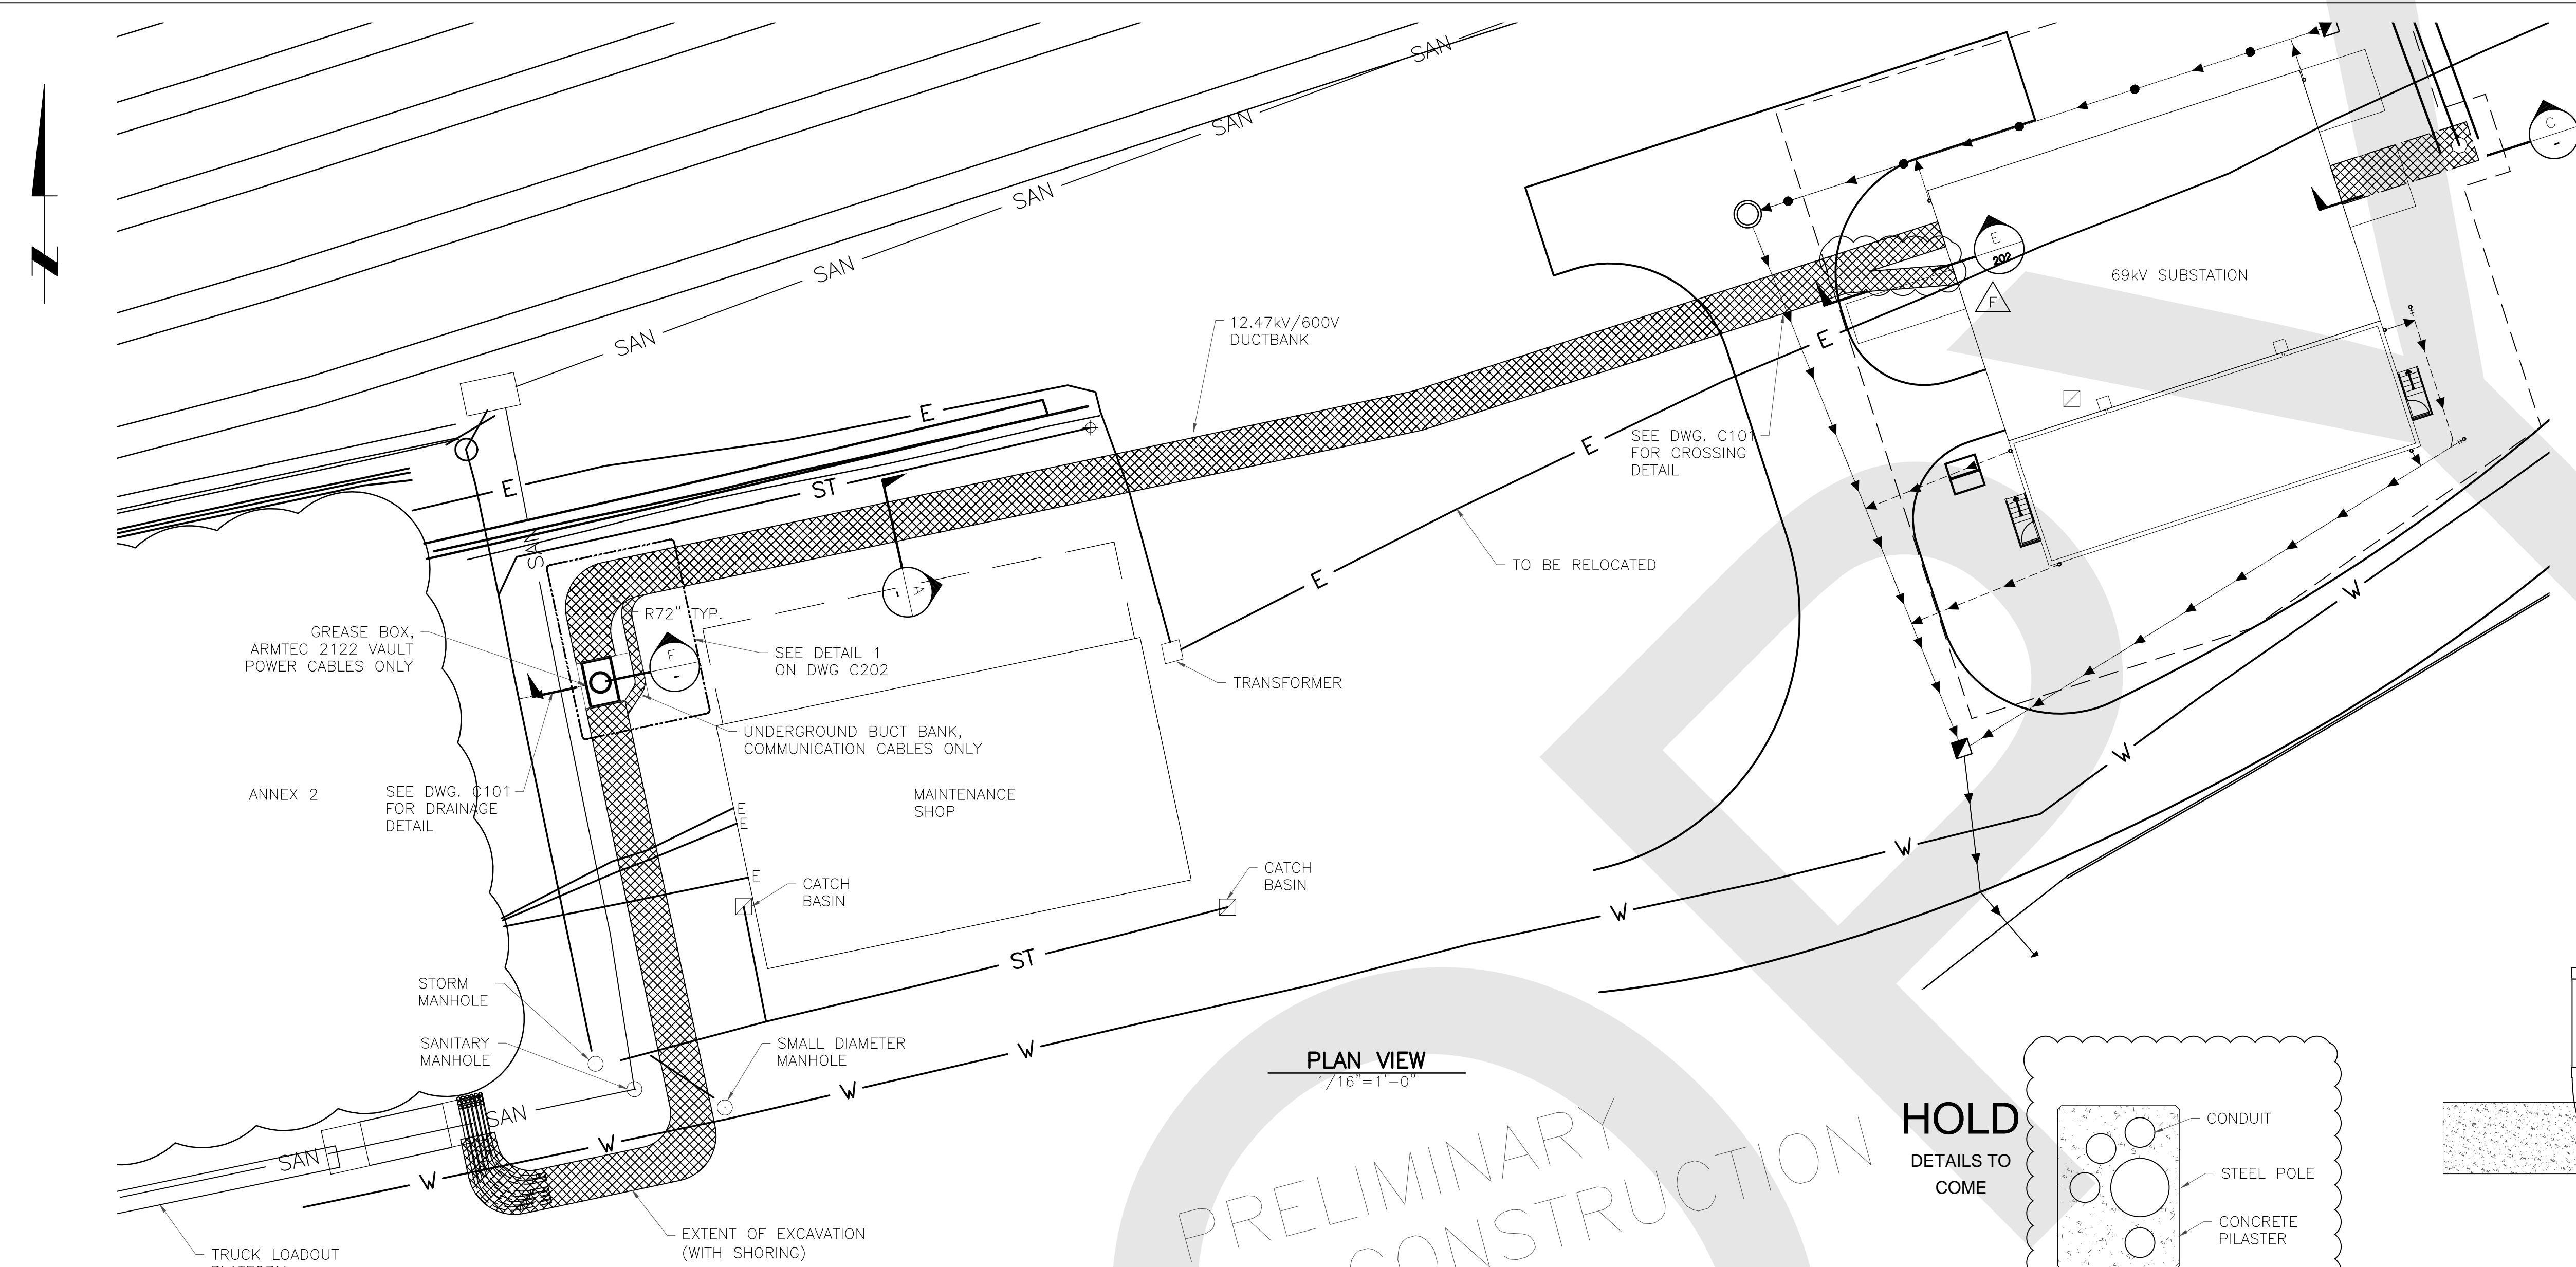 SAN
SAN
SAN
SAN
SAN
N
C
-
E
202
F
69kV SUBSTATION
12.47kV/600V
DUCTBANK
E
E
E
SEE DWG. C101
FOR CROSSING
DETAIL
E
ST
SAN
A
-
E
TO BE RELOCATED
W
R72" TYP.
GREASE BOX,
ARMTEC 2122 VAULT
POWER CABLES ONLY
F
-
SEE DETAIL 1
ON DWG C202
TRANSFORMER
UNDERGROUND BUCT BANK,
COMMUNICATION CABLES ONLY
W
ANNEX 2
SEE DWG. C101
FOR DRAINAGE
DETAIL
MAINTENANCE
SHOP
E
E
E
W
CATCH
BASIN
CATCH
BASIN
W
ST
STORM
MANHOLE
SANITARY
MANHOLE
SMALL DIAMETER
MANHOLE
W
W
PLAN VIEW
1/16"=1'-0"
SAN
W
SAN
W
HOLD
DETAILS TO
COME
CONDUIT
STEEL POLE
CONCRETE
PILASTER
PRELIMINARY
CONSTRUCTION
EXTENT OF EXCAVATION
(WITH SHORING)
TRUCK LOADOUT